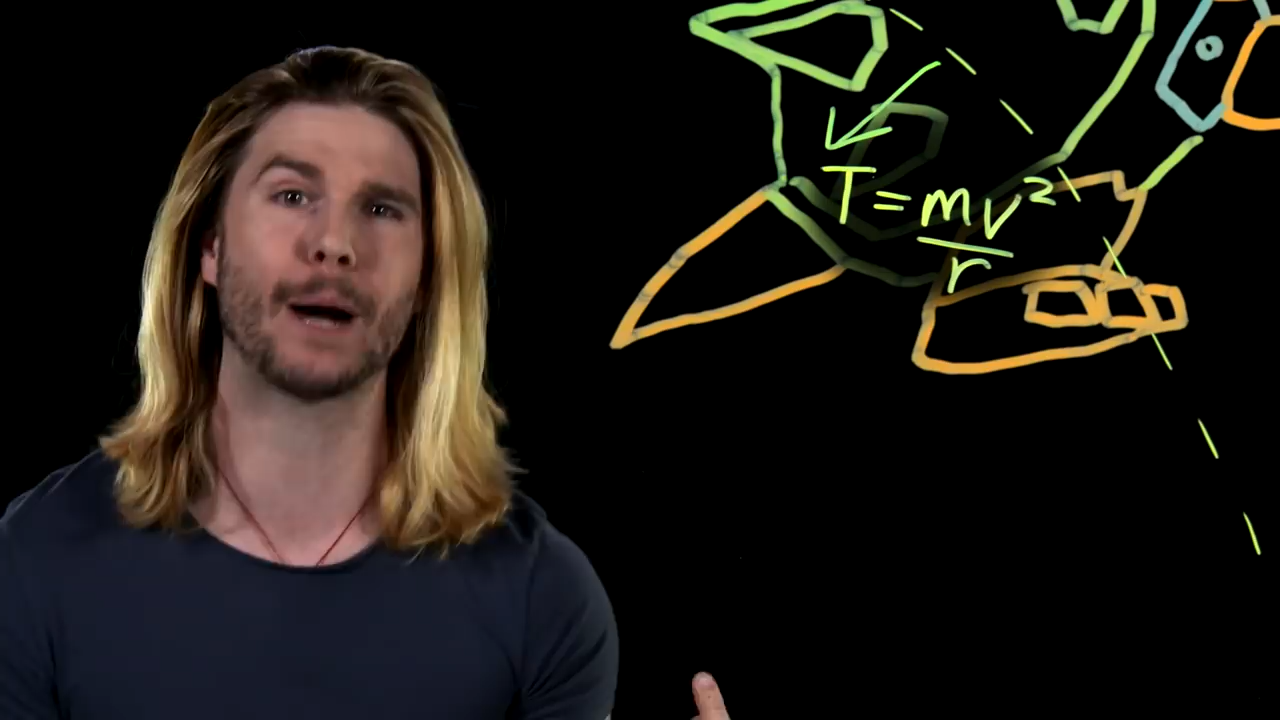 T = mv²/r